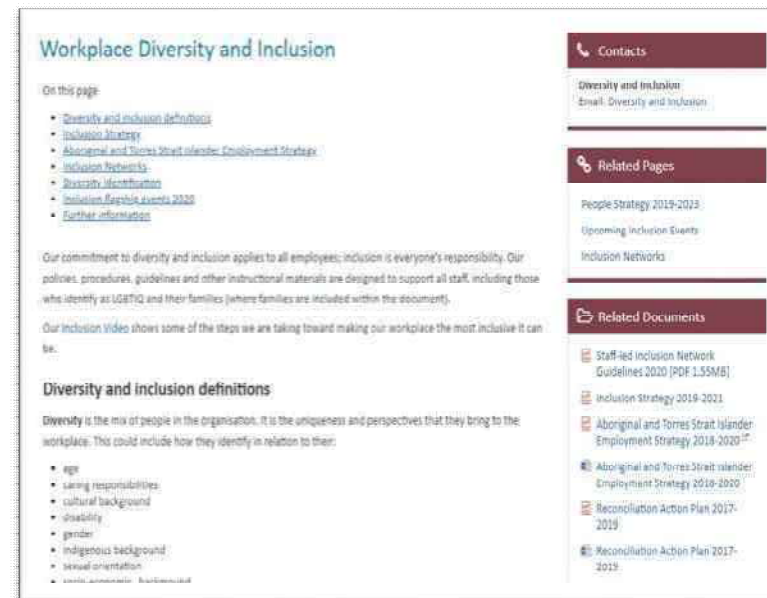 Workplace Diversity and Inclusion
On this page
Diversity and inclusion definitions
Inclusion Strategy
Aboriginal and Torres Strait Islander Employment Strategy
Inclusion Networks
Diversity identification
Inclusion flagship events 2020
Further information
Our commitment to diversity and inclusion applies to all employees; inclusion is everyone's responsibility. Our
policies, procedures, guidelines and other instructional materials are designed to support all staff, including those
who identify as LGBTIQ and their families (where families are included within the document).
Our Inclusion Video shows some of the steps we are taking toward making our workplace the most inclusive it can
be.
Diversity and inclusion definitions
Diversity is the mix of people in the organisation. It is the uniqueness and perspectives that they bring to the
workplace. This could include how they identify in relation to their:
age
caring responsibilities
cultural background
disability
gender
indigenous background
sexual orientation
socio-economic background
Contacts
Diversity and Inclusion
Email: Diversity and Inclusion
Related Pages
People Strategy 2019-2023
Upcoming Inclusion Events
Inclusion Networks
Related Documents
Staff-led Inclusion Network
Guidelines 2020 [PDF 1.55MB]
Inclusion Strategy 2019-2021
Aboriginal and Torres Strait Islander
Employment Strategy 2018-2020
Aboriginal and Torres Strait Islander
Employment Strategy 2018-2020
Reconciliation Action Plan 2017-
2019
Reconciliation Action Plan 2017-
2019